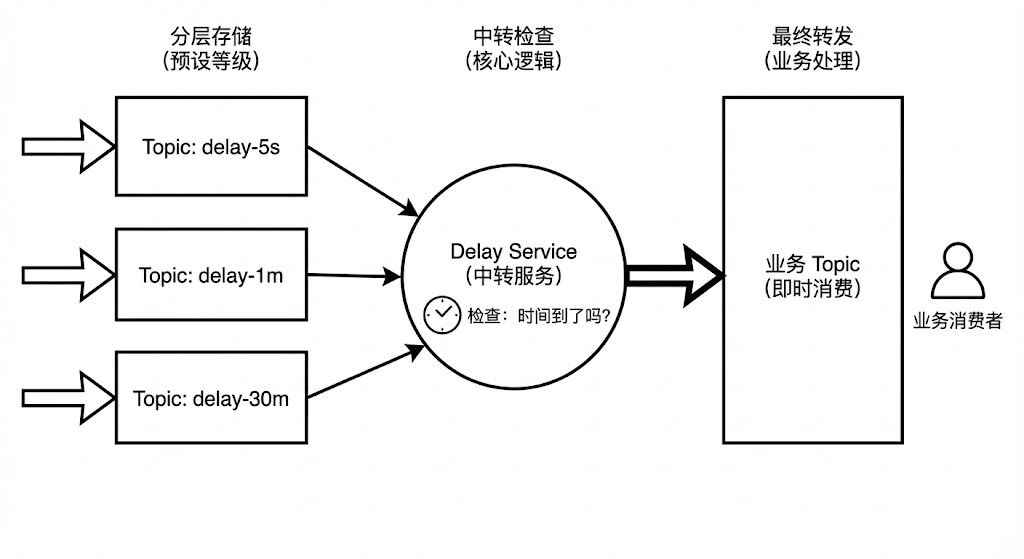 分层存储
（预设等级）
中转检查
（核心逻辑）
最终转发
（业务处理）
Topic: delay-5s
Topic: delay-1m
Topic: delay-30m
Delay Service
（中转服务）
检查：时间到了吗?
业务 Topic
（即时消费）
业务消费者